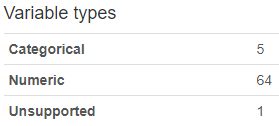 Variable types
Categorical 5
Numeric 64
Unsupported 1